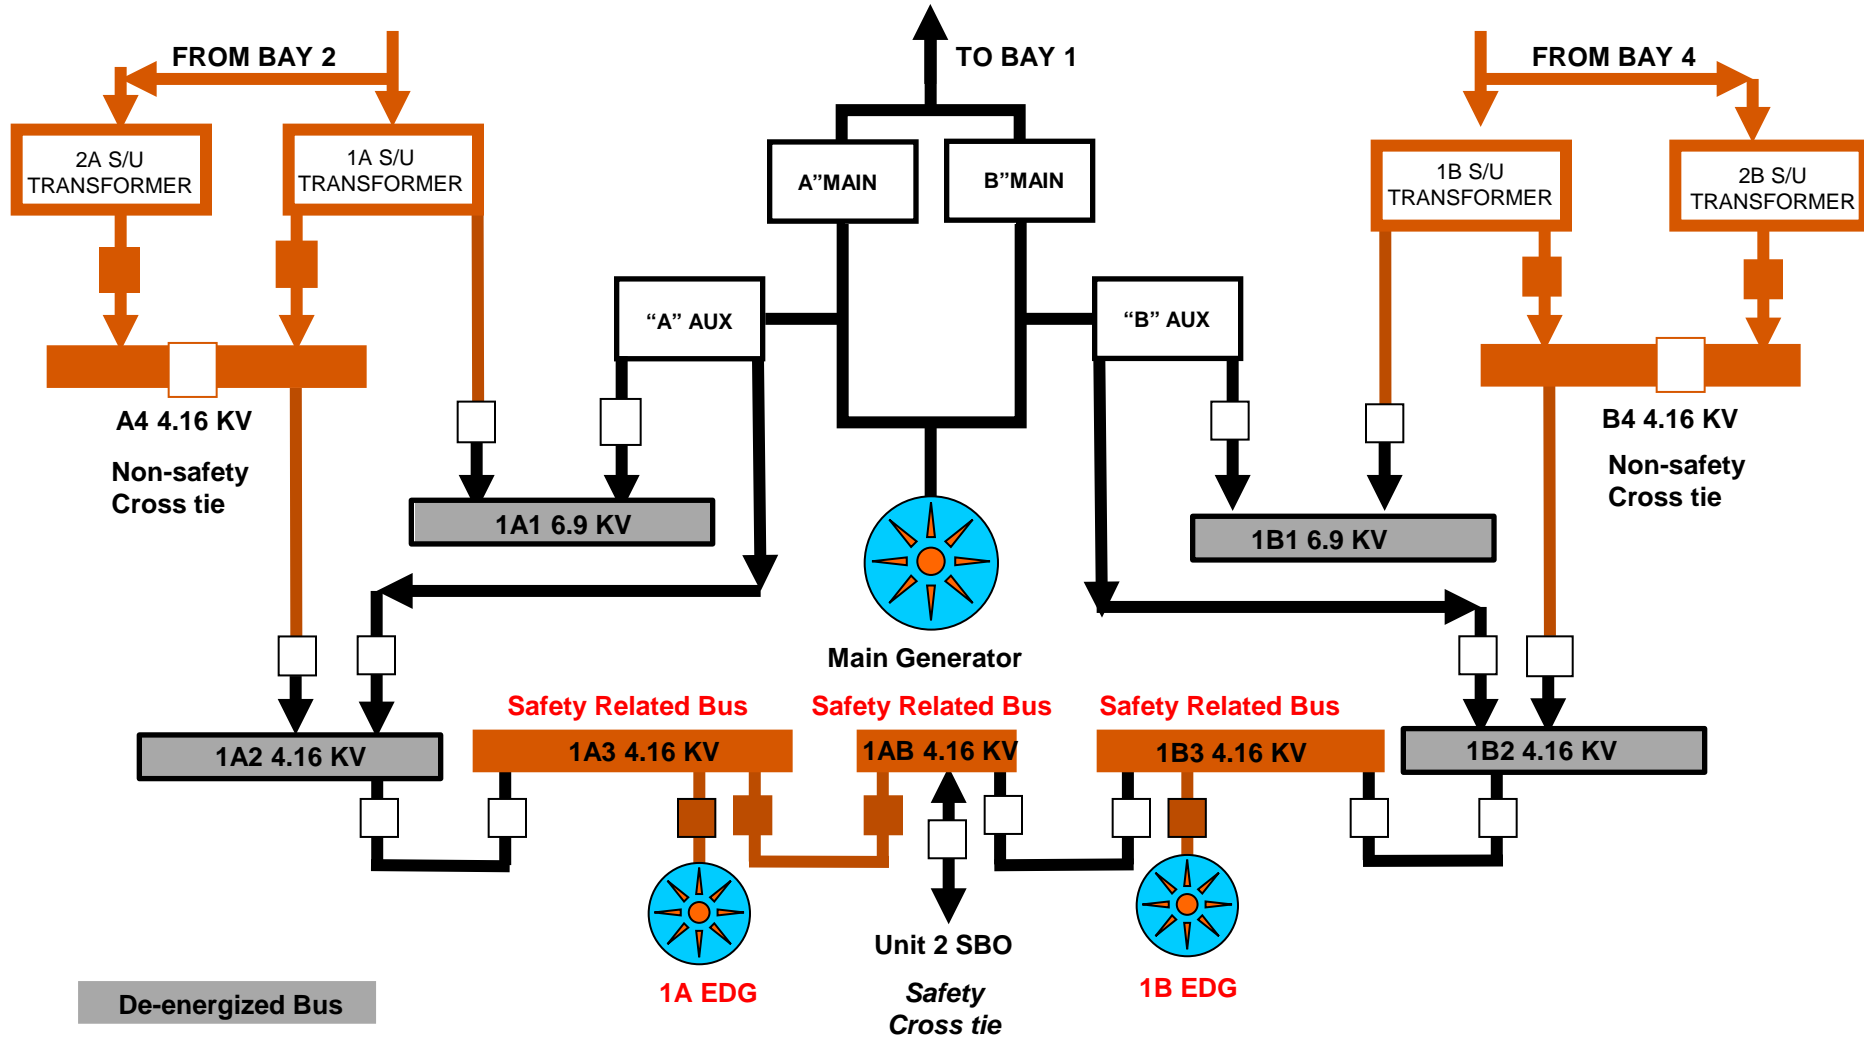 FROM BAY 2
TO BAY 1
FROM BAY 4
2A S/U
TRANSFORMER
1A S/U
TRANSFORMER
A”MAIN
B”MAIN
1B S/U
TRANSFORMER
2B S/U
TRANSFORMER
“A” AUX
“B” AUX
A4 4.16 KV
B4 4.16 KV
Non-safety
Cross tie
Non-safety
Cross tie
1A1 6.9 KV
1B1 6.9 KV
Main Generator
Safety Related Bus
Safety Related Bus
Safety Related Bus
1A2 4.16 KV
1A3 4.16 KV
1AB 4.16 KV
1B3 4.16 KV
1B2 4.16 KV
Unit 2 SBO
1A EDG
1B EDG
Safety
Cross tie
De-energized Bus